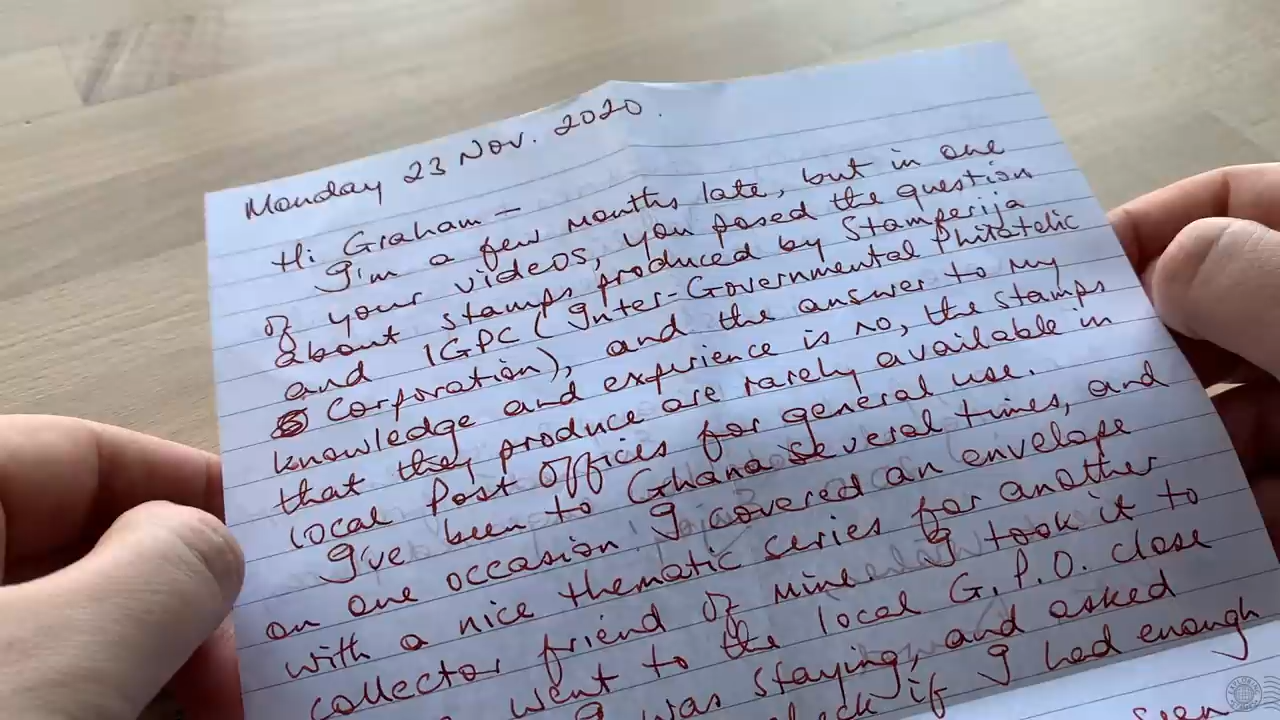 Monday 23 Nov. 2020.
Hi Graham –
I'm a few months late, but in one
of your videos, you posed the question
about stamps produced by Stamperija
and IGPC (Inter-Governmental Philatelic
Corporation), and the answer to my
knowledge and experience is no, the stamps
that they produce are rarely available in
local Post Offices for general use.
I've been to Ghana several times, and
on one occasion I covered an envelope
with a nice thematic series for another
collector friend of mine. I took it to
went to the local G.P.O. close
I was staying, and asked
check if I had enough
seen